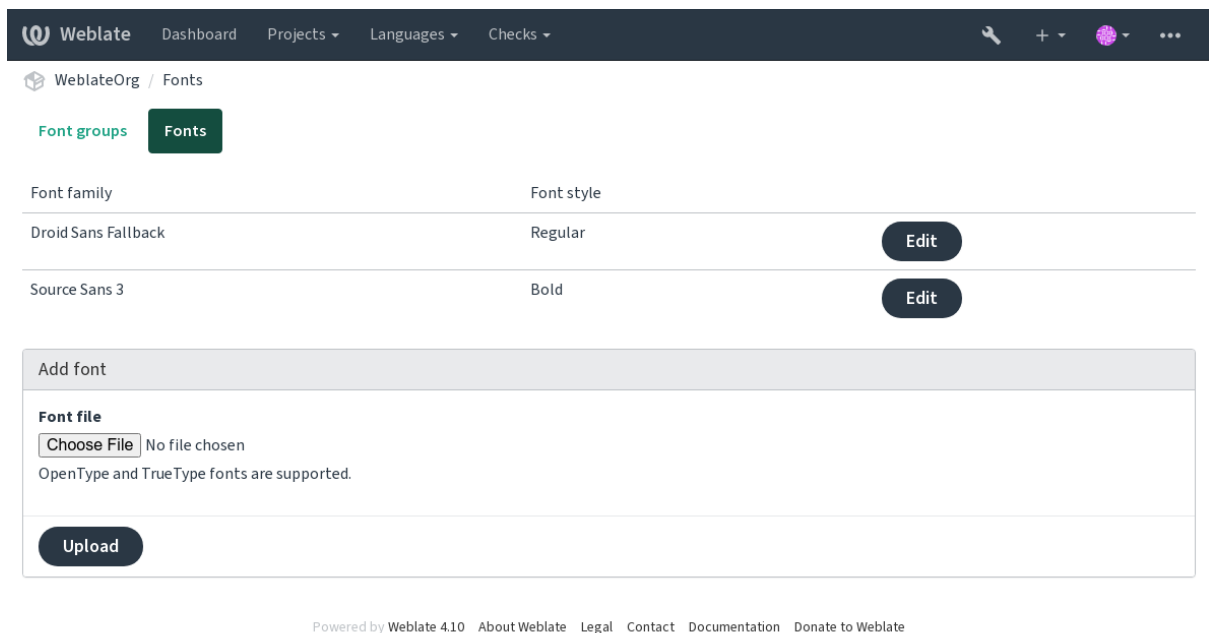 Weblate Dashboard Projects Languages Checks
WeblateOrg / Fonts
Font groups Fonts
Font family Font style
Droid Sans Fallback Regular Edit
Source Sans 3 Bold Edit
Add font
Font file
Choose File No file chosen
OpenType and TrueType fonts are supported.
Upload
Powered by Weblate 4.10 About Weblate Legal Contact Documentation Donate to Weblate